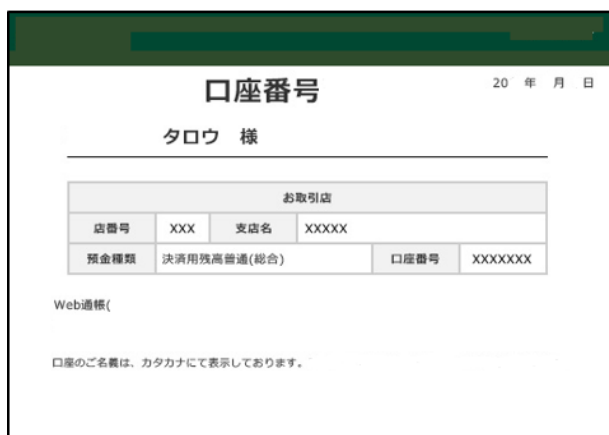 口座番号
20 年 月 日
タロウ 様
お取引店
店番号 XXX 支店名 XXXXX
預金種類 決済用残高普通(総合) 口座番号 XXXXXXX
Web通帳(
口座のご名義は、カタカナにて表示しております。